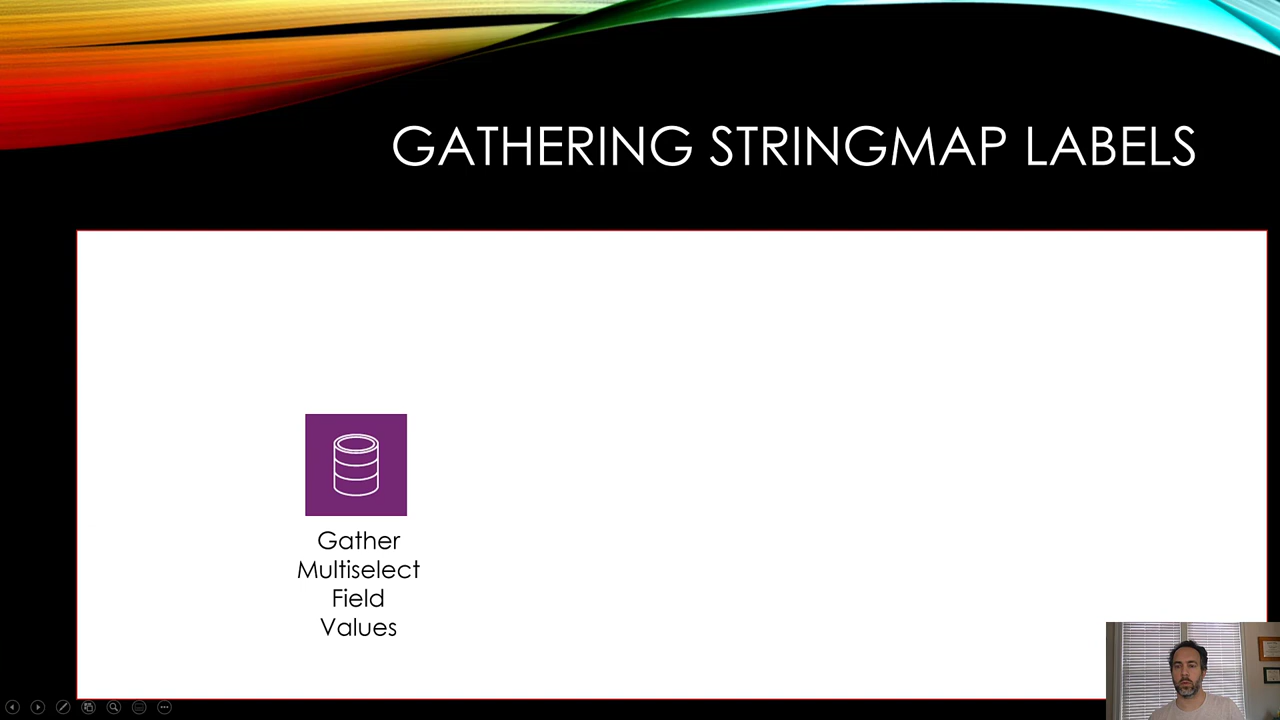 GATHERING STRINGMAP LABELS
Gather
Multiselect
Field
Values